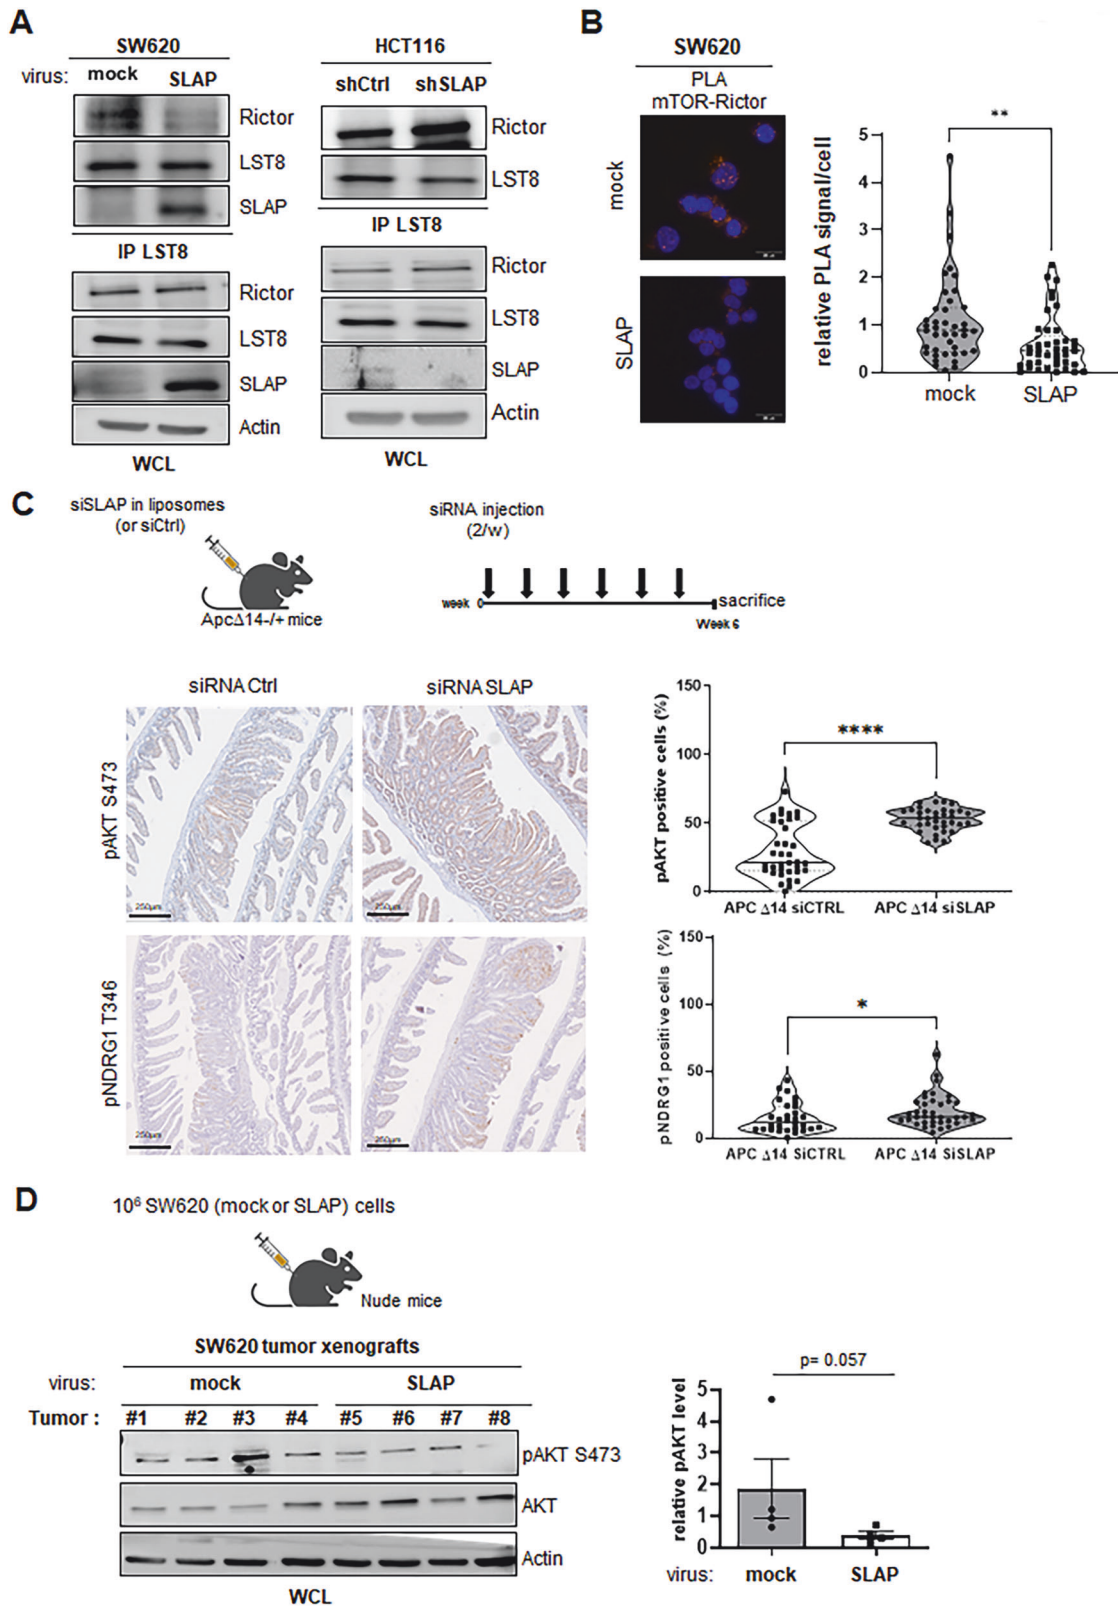 A
SW620
HCT116
virus: mock SLAP
shCtrl shSLAP
Rictor
LST8
SLAP
IP LST8
Rictor
LST8
SLAP
Actin
WCL
Rictor
LST8
IP LST8
Rictor
LST8
SLAP
Actin
WCL
B
SW620
PLA
mTOR-Rictor
mock
SLAP
relative PLA signal/cell
**
5
4
3
2
1
0
mock SLAP
C
siSLAP in liposomes
(or siCtrl)
ApcΔ14-/+ mice
siRNA injection
(2/w)
week 0
sacrifice
Week 6
siRNA Ctrl siRNA SLAP
pAKT S473
250µm
250µm
pNDRG1 T346
250µm
250µm
pAKT positive cells (%)
150
100
50
0
****
APC Δ14 siCTRL APC Δ14 siSLAP
pNDRG1 positive cells (%)
150
100
50
0
*
APC Δ14 SiCTRL APC Δ14 SiSLAP
D
10⁶ SW620 (mock or SLAP) cells
Nude mice
SW620 tumor xenografts
virus: mock SLAP
Tumor : #1 #2 #3 #4 #5 #6 #7 #8
pAKT S473
AKT
Actin
WCL
relative pAKT level
p= 0.057
5
4
3
2
1
0
virus: mock SLAP